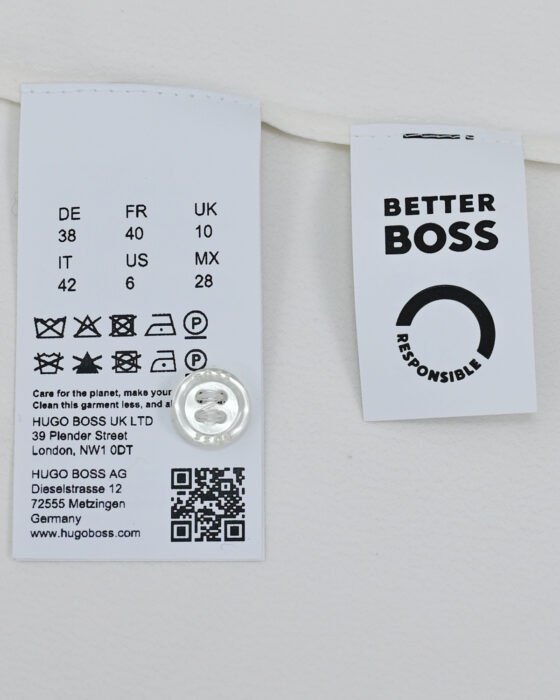 DE FR UK
38 40 10
IT US MX
42 6 28
P
P
Care for the planet, make your
Clean this garment less, and
HUGO BOSS UK LTD
39 Plender Street
London, NW1 0DT
HUGO BOSS AG
Dieselstrasse 12
72555 Metzingen
Germany
www.hugoboss.com
BETTER
BOSS
RESPONSIBLE